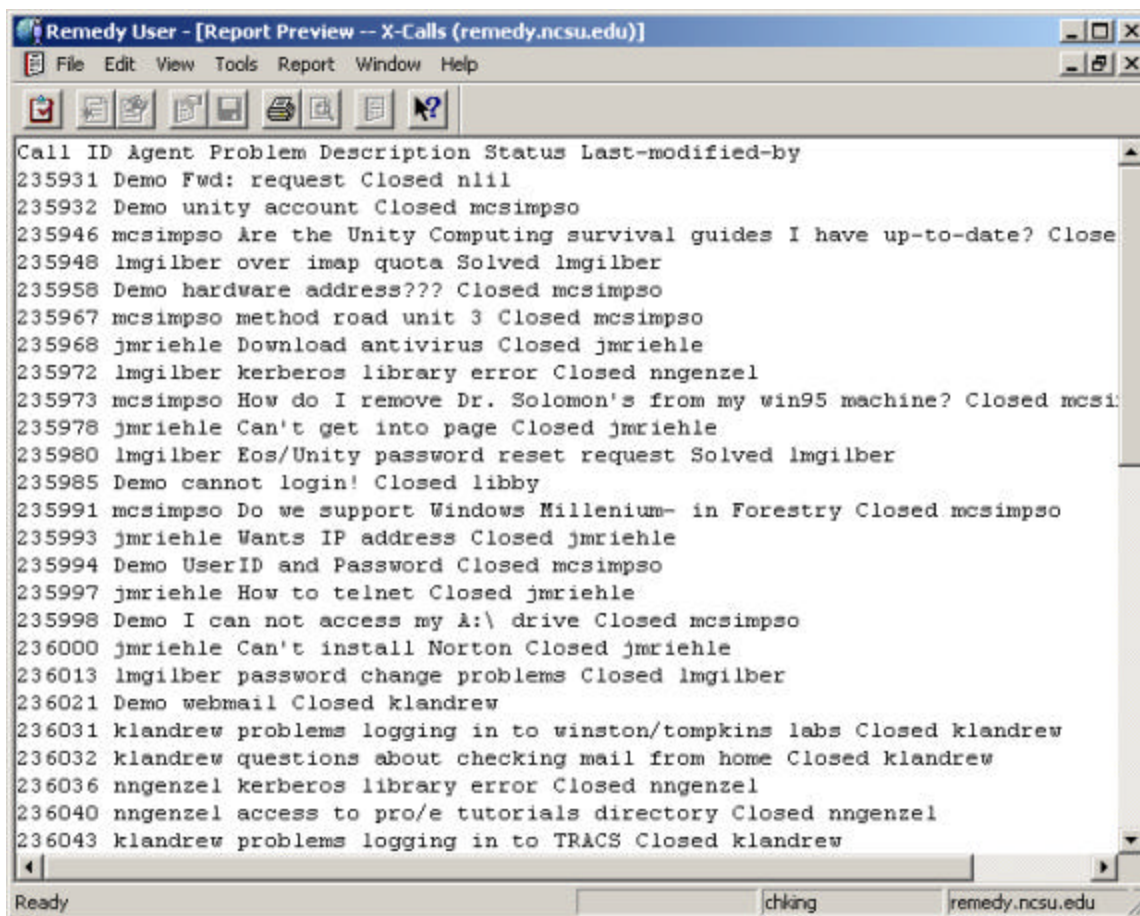 Remedy User - [Report Preview -- X-Calls (remedy.ncsu.edu)]
File Edit View Tools Report Window Help
Call ID Agent Problem Description Status Last-modified-by
235931 Demo Fwd: request Closed nlil
235932 Demo unity account Closed mcsimpso
235946 mcsimpso Are the Unity Computing survival guides I have up-to-date? Close
235948 lmgilber over imap quota Solved lmgilber
235958 Demo hardware address??? Closed mcsimpso
235967 mcsimpso method road unit 3 Closed mcsimpso
235968 jmriehle Download antivirus Closed jmriehle
235972 lmgilber kerberos library error Closed nngenzel
235973 mcsimpso How do I remove Dr. Solomon's from my win95 machine? Closed mcsi
235978 jmriehle Can't get into page Closed jmriehle
235980 lmgilber Eos/Unity password reset request Solved lmgilber
235985 Demo cannot login! Closed libby
235991 mcsimpso Do we support Windows Millenium- in Forestry Closed mcsimpso
235993 jmriehle Wants IP address Closed jmriehle
235994 Demo UserID and Password Closed mcsimpso
235997 jmriehle How to telnet Closed jmriehle
235998 Demo I can not access my A:\ drive Closed mcsimpso
236000 jmriehle Can't install Norton Closed jmriehle
236013 lmgilber password change problems Closed lmgilber
236021 Demo webmail Closed klandrew
236031 klandrew problems logging in to winston/tompkins labs Closed klandrew
236032 klandrew questions about checking mail from home Closed klandrew
236036 nngenzel kerberos library error Closed nngenzel
236040 nngenzel access to pro/e tutorials directory Closed nngenzel
236043 klandrew problems logging in to TRACS Closed klandrew
Ready chking remedy.ncsu.edu